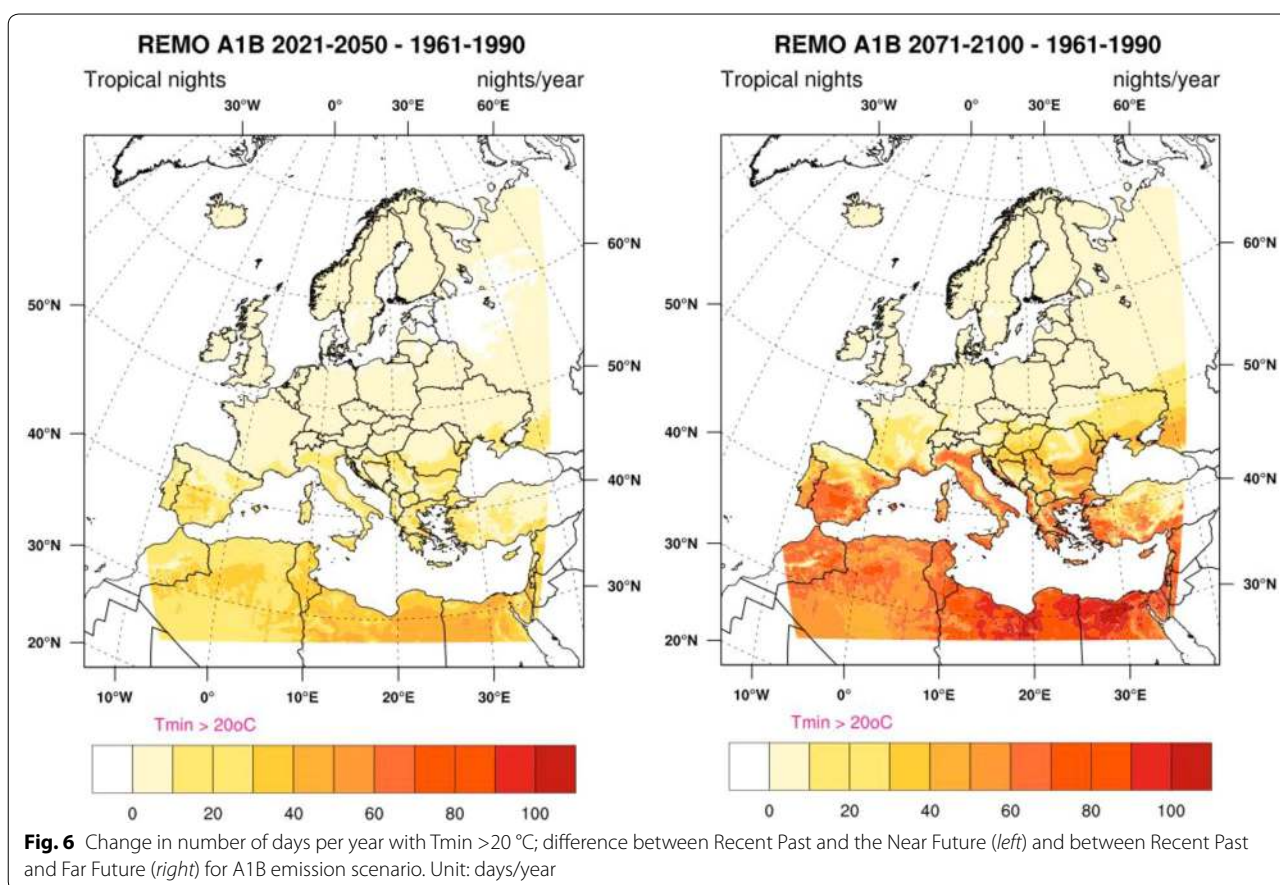 REMO A1B 2021-2050 - 1961-1990
Tropical nights nights/year
30°W 0° 30°E 60°E
60°N
50°N
50°N
40°N
40°N
30°N
30°N
20°N
10°W 0° 10°E 20°E 30°E
Tmin > 20oC
0 20 40 60 80 100
REMO A1B 2071-2100 - 1961-1990
Tropical nights nights/year
30°W 0° 30°E 60°E
60°N
50°N
50°N
40°N
40°N
30°N
30°N
20°N
10°W 0° 10°E 20°E 30°E
Tmin > 20oC
0 20 40 60 80 100
Fig. 6 Change in number of days per year with Tmin >20 °C; difference between Recent Past and the Near Future (left) and between Recent Past
and Far Future (right) for A1B emission scenario. Unit: days/year